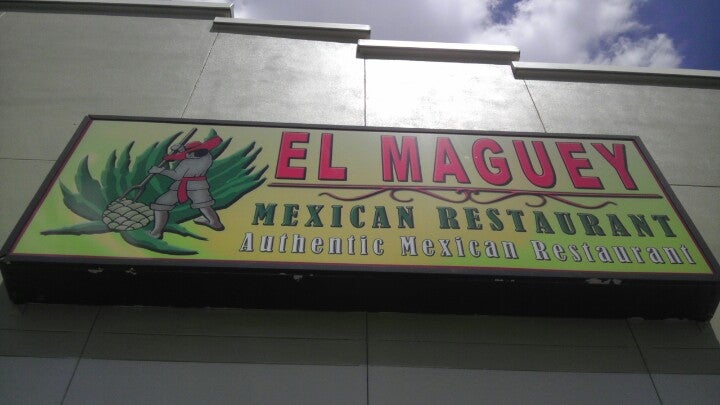 EL MAGUEY
MEXICAN RESTAURANT
Authentic Mexican Restaurant